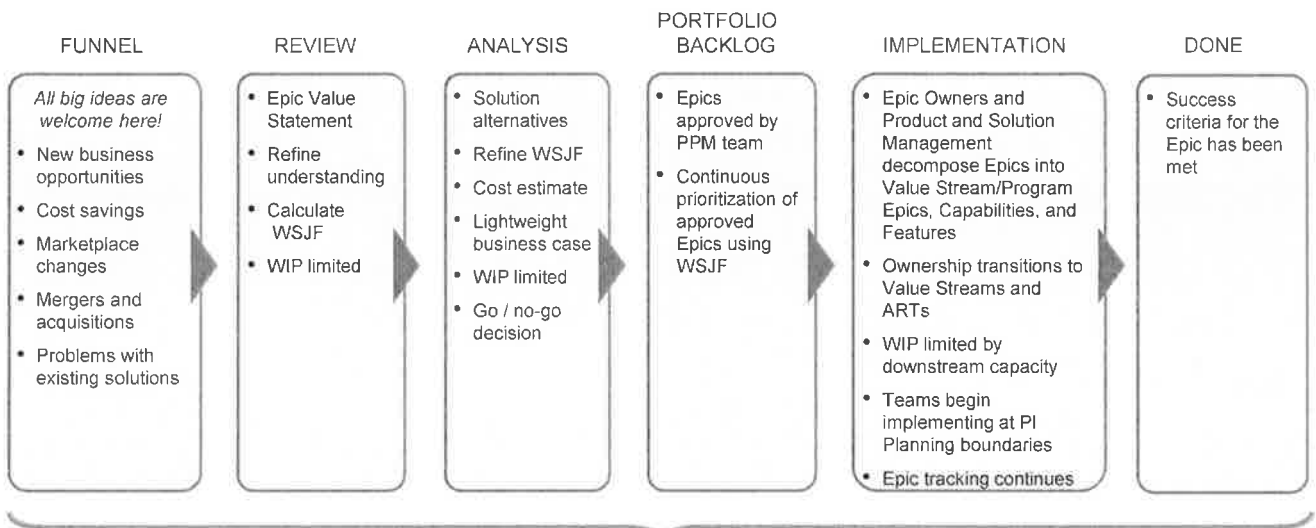 FUNNEL
All big ideas are
welcome here!
• New business
opportunities
• Cost savings
• Marketplace
changes
• Mergers and
acquisitions
• Problems with
existing solutions
REVIEW
• Epic Value
Statement
• Refine
understanding
• Calculate
WSJF
• WIP limited
ANALYSIS
• Solution
alternatives
• Refine WSJF
• Cost estimate
• Lightweight
business case
• WIP limited
• Go / no-go
decision
PORTFOLIO
BACKLOG
• Epics
approved by
PPM team
• Continuous
prioritization of
approved
Epics using
WSJF
IMPLEMENTATION
• Epic Owners and
Product and Solution
Management
decompose Epics into
Value Stream/Program
Epics, Capabilities, and
Features
• Ownership transitions to
Value Streams and
ARTs
• WIP limited by
downstream capacity
• Teams begin
implementing at PI
Planning boundaries
• Epic tracking continues
DONE
• Success
criteria for the
Epic has been
met